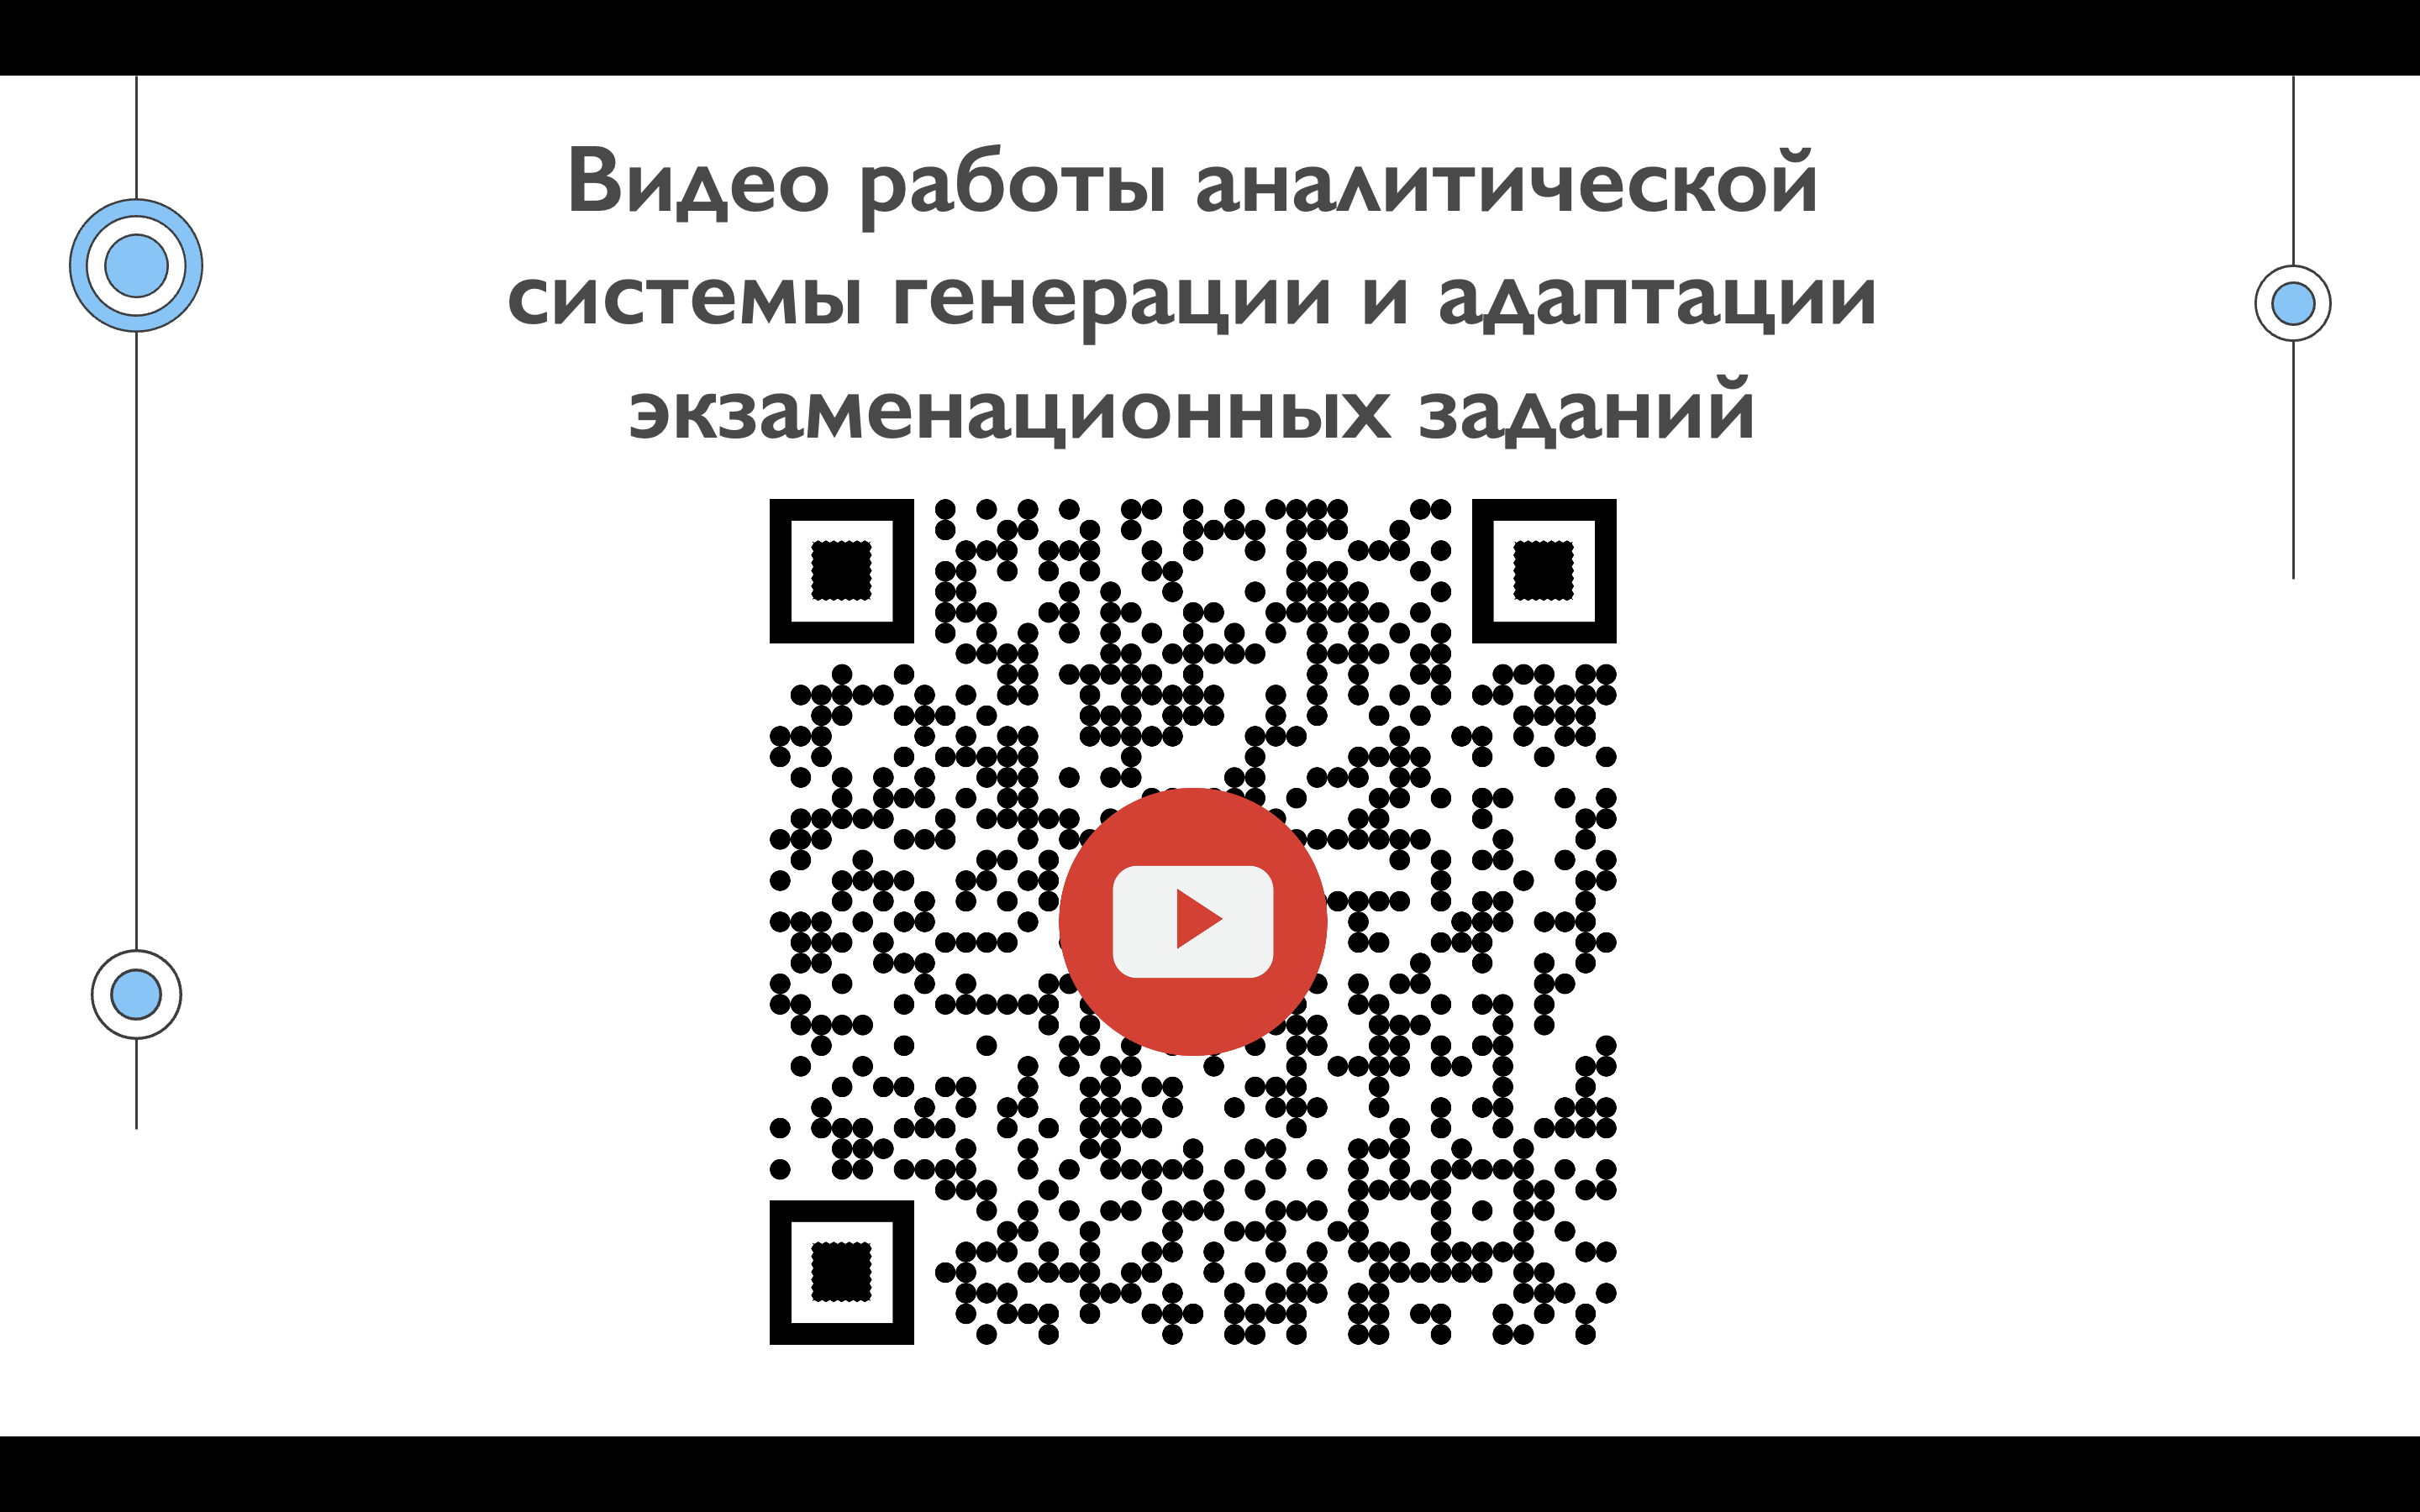 Видео работы аналитической
системы генерации и адаптации
экзаменационных заданий